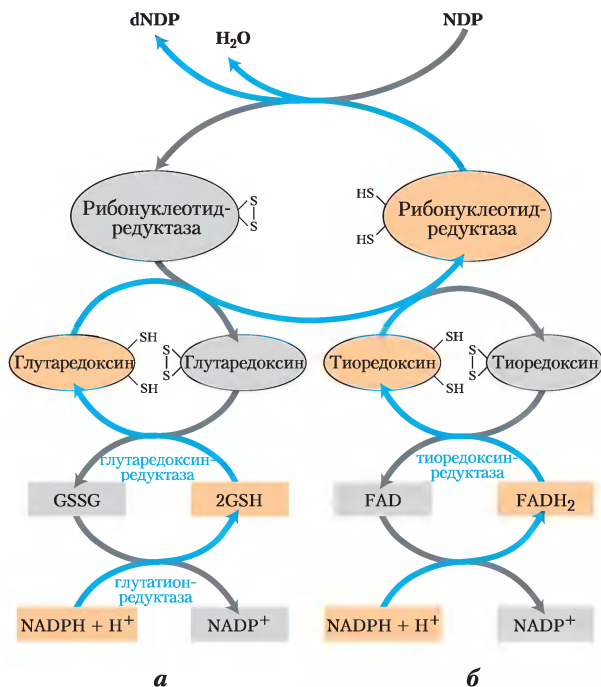 dNDP
H₂O
NDP
Рибонуклеотид-
редуктаза
S
S
HS
HS
Рибонуклеотид-
редуктаза
Глутаредоксин
SH
SH
S
S
Глутаредоксин
Тиоредоксин
SH
SH
S
S
Тиоредоксин
глутаредоксин-
редуктаза
тиоредоксин-
редуктаза
GSSG
2GSH
FAD
FADH₂
глутатион-
редуктаза
NADPH + H⁺
NADP⁺
NADPH + H⁺
NADP⁺
а
б